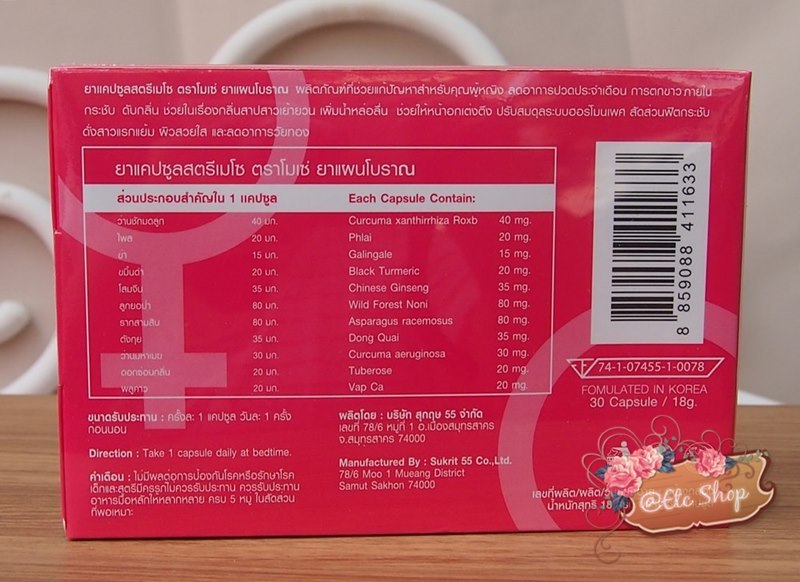 ยาแคปซูลสตรีเมโซ ตราโมเซ่ ยาแผนโบราณ ผลิตภัณฑ์ที่ช่วยแก้ปัญหาสำหรับคุณผู้หญิง ลดอาการปวดประจำเดือน การตกขาว ภายใน
กระชับ ดับกลิ่น ช่วยในเรื่องกลิ่นสาปสาวเย้ายวน เพิ่มน้ำหล่อลื่น ช่วยให้หน้าอกเต่งตึง ปรับสมดุลระบบฮอร์โมนเพศ สัดส่วนฟิตกระชับ
ดั่งสาวแรกแย้ม ผิวสวยใส และลดอาการวัยทอง
ยาแคปซูลสตรีเมโซ ตราโมเซ่ ยาแผนโบราณ
ส่วนประกอบสำคัญใน 1 แคปซูล Each Capsule Contain:
ว่านชักมดลูก 40 มก. Curcuma xanthirrhiza Roxb 40 mg.
ไพล 20 มก. Phlai 20 mg.
ข่า 15 มก. Galingale 15 mg.
ขมิ้นดำ 20 มก. Black Turmeric 20 mg.
โสมจีน 35 มก. Chinese Ginseng 35 mg.
ลูกยอป่า 80 มก. Wild Forest Noni 80 mg.
รากสามสิบ 80 มก. Asparagus racemosus 80 mg.
ตังกุย 35 มก. Dong Quai 35 mg.
ว่านมหาเมฆ 30 มก. Curcuma aeruginosa 30 mg.
ดอกซ่อนกลิ่น 20 มก. Tuberose 20 mg.
พลูคาว 20 มก. Vap Ca 20 mg.
8 859088 411633
74-1-07455-1-0078
FOMULATED IN KOREA
30 Capsule / 18g.
ขนาดรับประทาน : ครั้งละ 1 แคปซูล วันละ 1 ครั้ง
ก่อนนอน
Direction : Take 1 capsule daily at bedtime.
คำเตือน : ไม่มีผลต่อการป้องกันโรคหรือรักษาโรค
เด็กและสตรีมีครรภ์ไม่ควรรับประทาน ควรรับประทาน
อาหารมื้อหลักให้หลากหลาย ครบ 5 หมู่ ในสัดส่วน
ที่พอเหมาะ
ผลิตโดย : บริษัท สุกฤษ 55 จำกัด
เลขที่ 78/6 หมู่ที่ 1 อ.เมืองสมุทรสาคร
จ.สมุทรสาคร 74000
Manufactured By : Sukrit 55 Co.,Ltd.
78/6 Moo 1 Mueang District
Samut Sakhon 74000
เลขที่ผลิต/ผลิต/
น้ำหนักสุทธิ 18
@Etc Shop